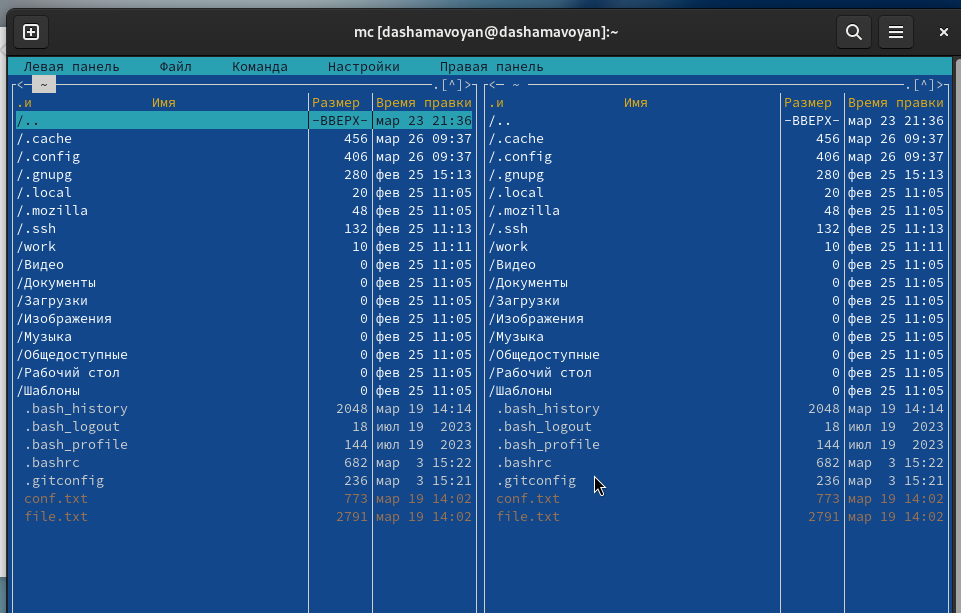 mc [dashamavoyan@dashamavoyan]:~
Левая панель Файл Команда Настройки Правая панель
<─ ~ .[^]> <─ ~ .[^]>
.и Имя Размер Время правки .и Имя Размер Время правки
/.. -ВВЕРХ- мар 23 21:36 /.. -ВВЕРХ- мар 23 21:36
/.cache 456 мар 26 09:37 /.cache 456 мар 26 09:37
/.config 406 мар 26 09:37 /.config 406 мар 26 09:37
/.gnupg 280 фев 25 15:13 /.gnupg 280 фев 25 15:13
/.local 20 фев 25 11:05 /.local 20 фев 25 11:05
/.mozilla 48 фев 25 11:05 /.mozilla 48 фев 25 11:05
/.ssh 132 фев 25 11:13 /.ssh 132 фев 25 11:13
/work 10 фев 25 11:11 /work 10 фев 25 11:11
/Видео 0 фев 25 11:05 /Видео 0 фев 25 11:05
/Документы 0 фев 25 11:05 /Документы 0 фев 25 11:05
/Загрузки 0 фев 25 11:05 /Загрузки 0 фев 25 11:05
/Изображения 0 фев 25 11:05 /Изображения 0 фев 25 11:05
/Музыка 0 фев 25 11:05 /Музыка 0 фев 25 11:05
/Общедоступные 0 фев 25 11:05 /Общедоступные 0 фев 25 11:05
/Рабочий стол 0 фев 25 11:05 /Рабочий стол 0 фев 25 11:05
/Шаблоны 0 фев 25 11:05 /Шаблоны 0 фев 25 11:05
.bash_history 2048 мар 19 14:14 .bash_history 2048 мар 19 14:14
.bash_logout 18 июл 19 2023 .bash_logout 18 июл 19 2023
.bash_profile 144 июл 19 2023 .bash_profile 144 июл 19 2023
.bashrc 682 мар 3 15:22 .bashrc 682 мар 3 15:22
.gitconfig 236 мар 3 15:21 .gitconfig 236 мар 3 15:21
conf.txt 773 мар 19 14:02 conf.txt 773 мар 19 14:02
file.txt 2791 мар 19 14:02 file.txt 2791 мар 19 14:02